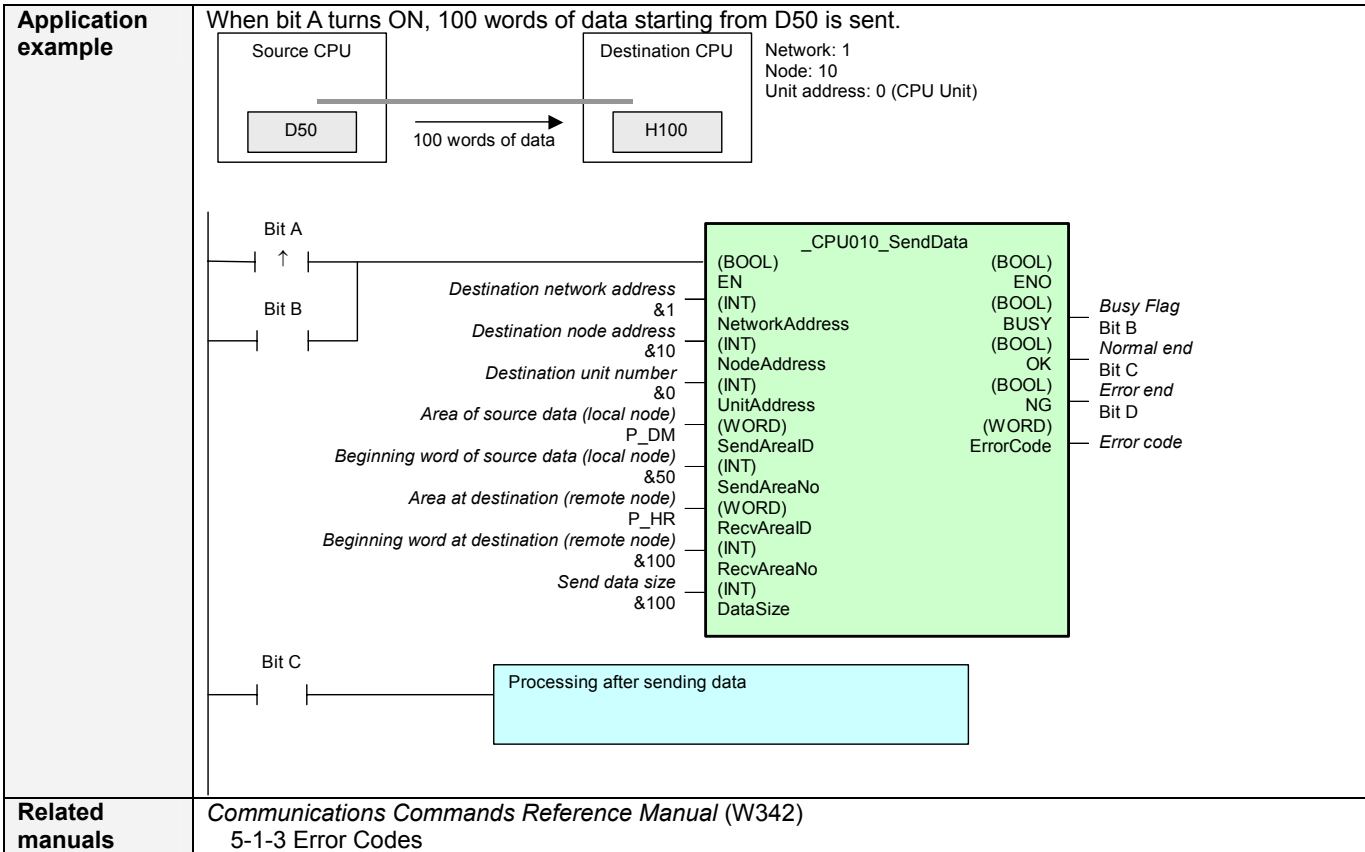 Application example
When bit A turns ON, 100 words of data starting from D50 is sent.
Source CPU
Destination CPU
Network: 1
Node: 10
Unit address: 0 (CPU Unit)
D50
100 words of data
H100
Bit A
↑
Bit B
Destination network address
&1
Destination node address
&10
Destination unit number
&0
Area of source data (local node)
P_DM
Beginning word of source data (local node)
&50
Area at destination (remote node)
P_HR
Beginning word at destination (remote node)
&100
Send data size
&100
_CPU010_SendData
(BOOL) (BOOL)
EN ENO
(INT) (BOOL)
NetworkAddress BUSY
(INT) (BOOL)
NodeAddress OK
(INT) (BOOL)
UnitAddress NG
(WORD) (WORD)
SendAreaID ErrorCode
(INT)
SendAreaNo
(WORD)
RecvAreaID
(INT)
RecvAreaNo
(INT)
DataSize
Busy Flag
Bit B
Normal end
Bit C
Error end
Bit D
Error code
Bit C
Processing after sending data
Related manuals
Communications Commands Reference Manual (W342)
5-1-3 Error Codes